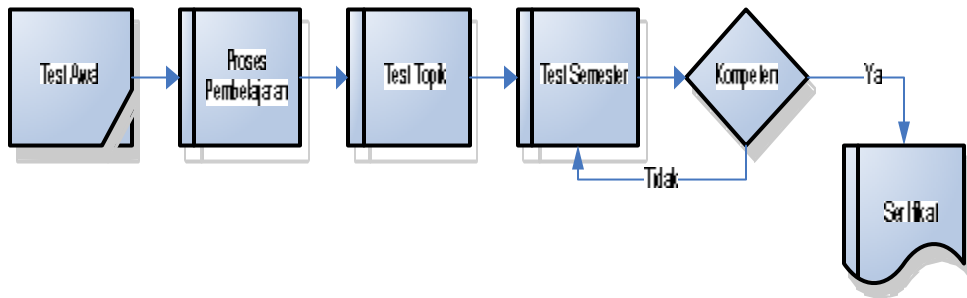 Test Awal
Proses
Pembelajaran
Test Topik
Test Semester
Kompeten
Ya
Tidak
Sertifikat